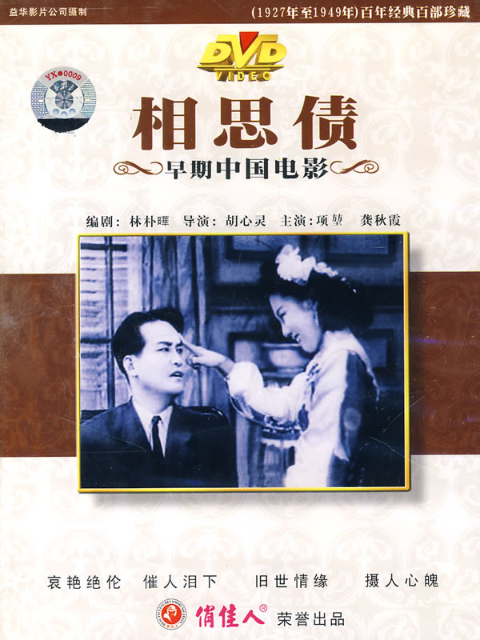 益华影片公司摄制
(1927年至1949年)百年经典百部珍藏
DVD
VIDEO
YX●0009
相思债
早期中国电影
编剧：林朴晔 导演：胡心灵 主演:项堃 龚秋霞
哀艳绝伦 催人泪下 旧世情缘 摄人心魄
俏佳人® 荣誉出品